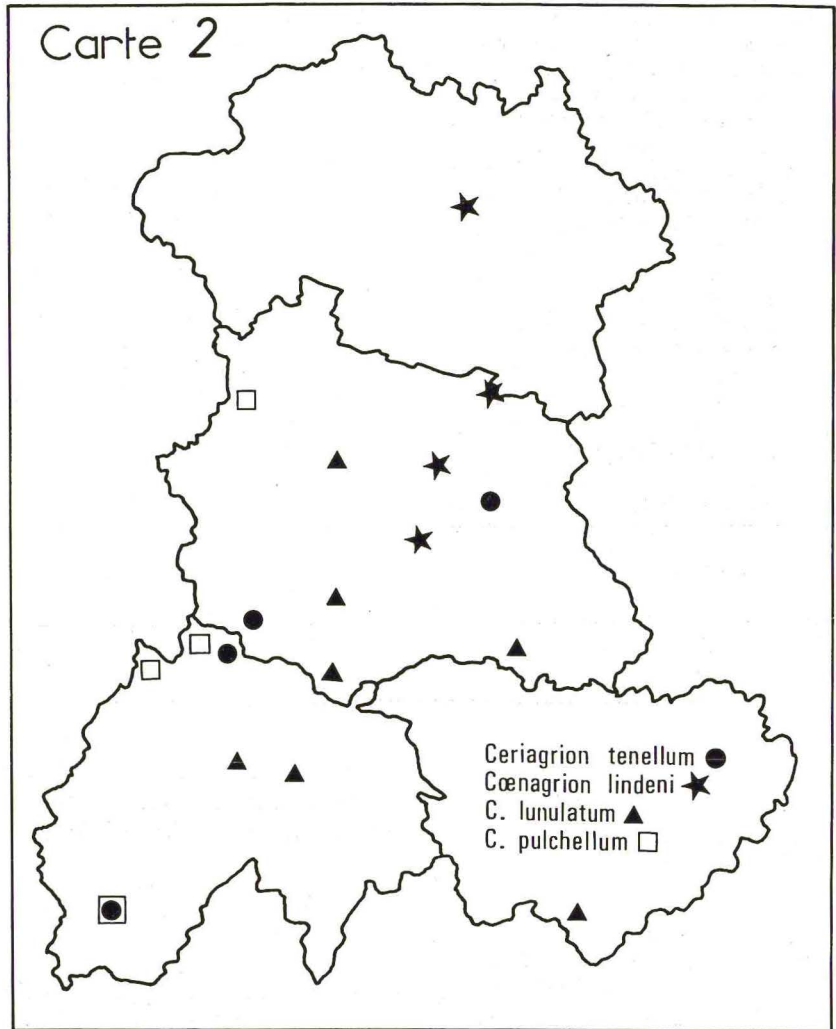 Carte 2
Ceriagrion tenellum
Cœnagrion lindeni
C. lunulatum
C. pulchellum